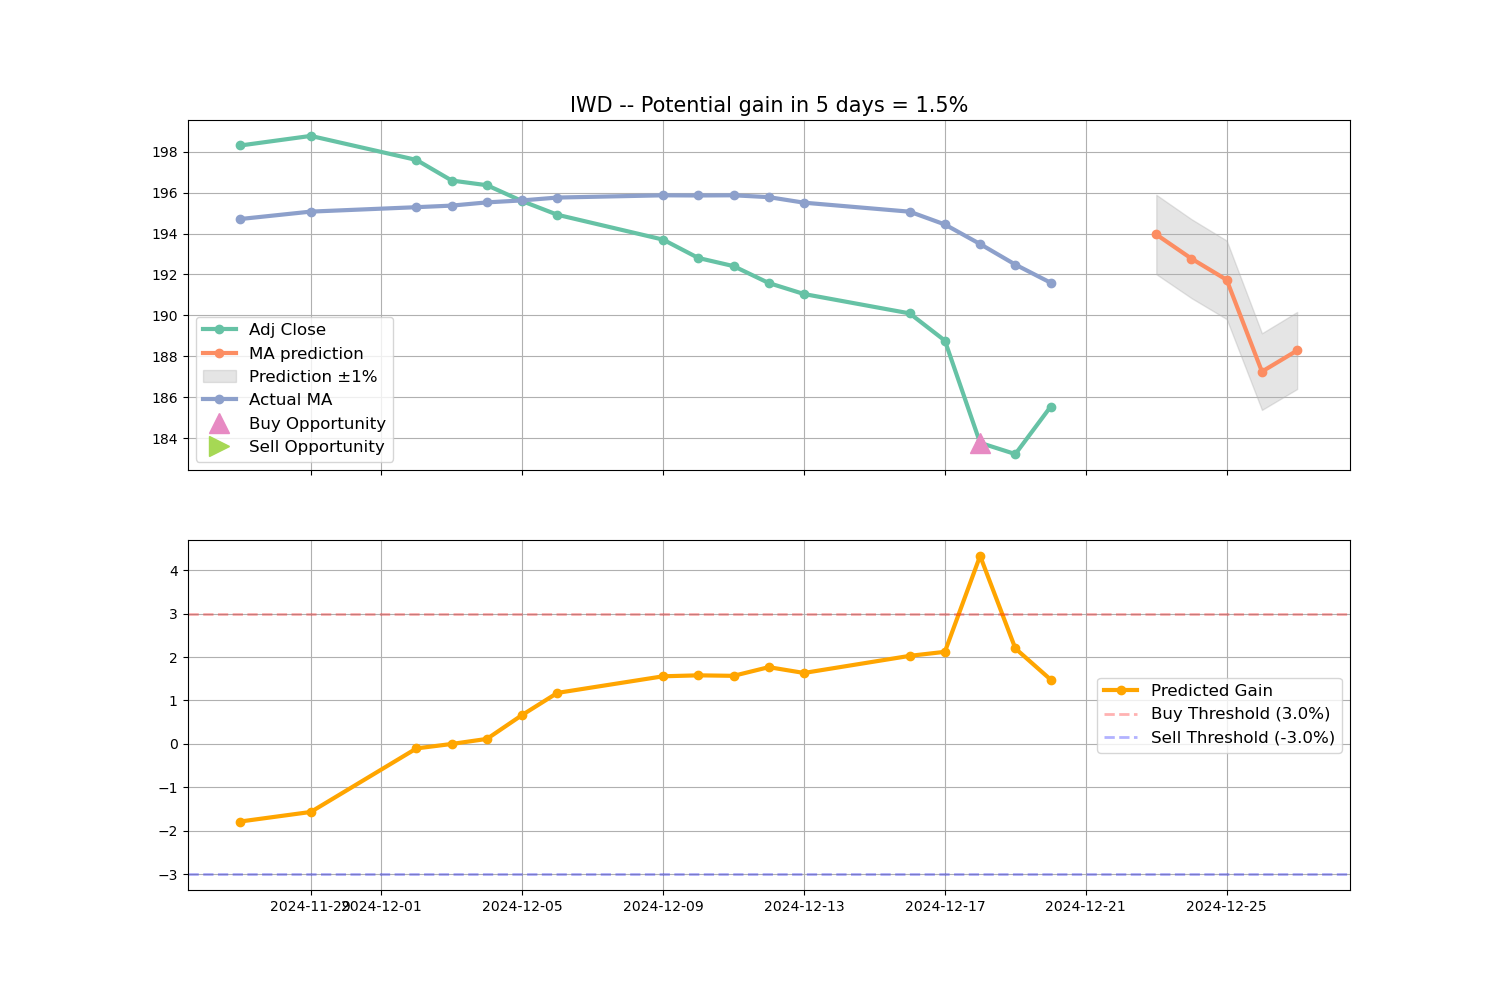 IWD -- Potential gain in 5 days = 1.5%
198
196
194
192
190
188
186
184
Adj Close
MA prediction
Prediction ±1%
Actual MA
Buy Opportunity
Sell Opportunity
4
3
2
1
0
−1
−2
−3
Predicted Gain
Buy Threshold (3.0%)
Sell Threshold (-3.0%)
2024-11-29 2024-12-01 2024-12-05 2024-12-09 2024-12-13 2024-12-17 2024-12-21 2024-12-25